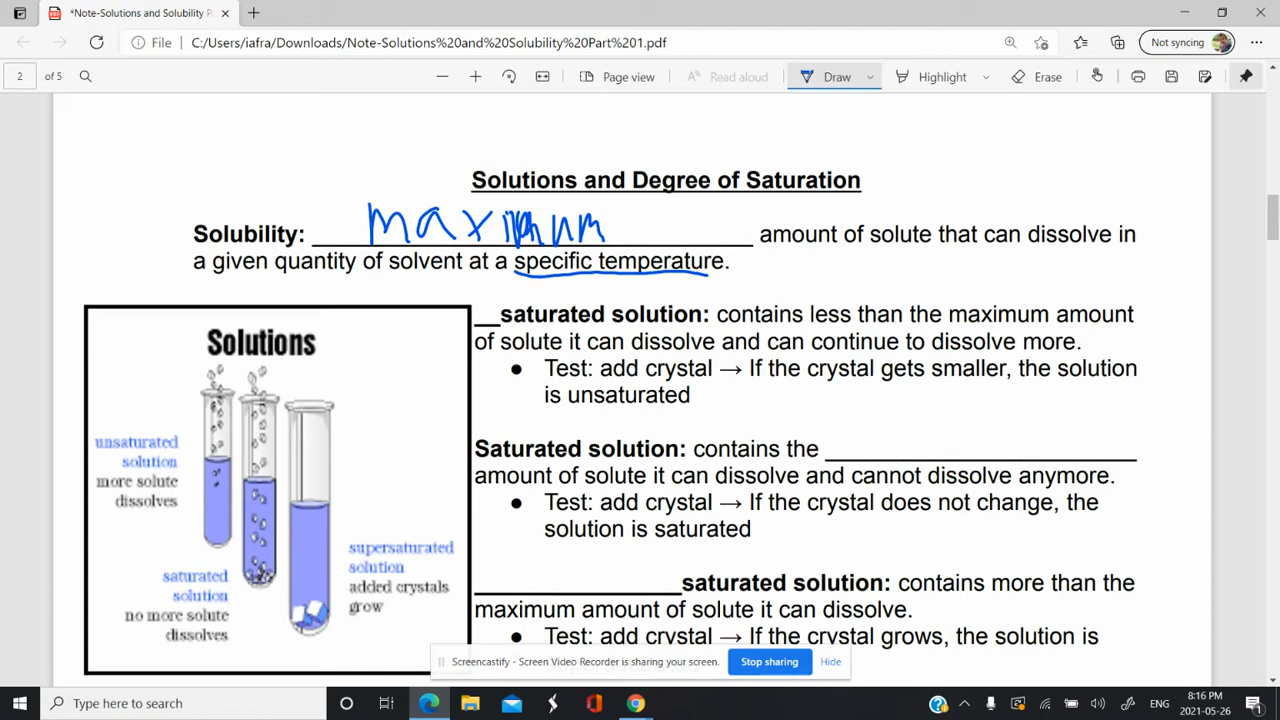 *Note-Solutions and Solubility P
File C:/Users/iafra/Downloads/Note-Solutions%20and%20Solubility%20Part%201.pdf Not syncing
2 of 5 Page view Read aloud Draw Highlight Erase
Solutions and Degree of Saturation
Solubility: maximum amount of solute that can dissolve in
a given quantity of solvent at a specific temperature.
Solutions
unsaturated
solution
more solute
dissolves
saturated
solution
no more solute
dissolves
supersaturated
solution
added crystals
grow
__saturated solution: contains less than the maximum amount
of solute it can dissolve and can continue to dissolve more.
● Test: add crystal → If the crystal gets smaller, the solution
is unsaturated
Saturated solution: contains the ________________________
amount of solute it can dissolve and cannot dissolve anymore.
● Test: add crystal → If the crystal does not change, the
solution is saturated
________________saturated solution: contains more than the
maximum amount of solute it can dissolve.
● Test: add crystal → If the crystal grows, the solution is
Screencastify - Screen Video Recorder is sharing your screen. Stop sharing Hide
Type here to search ENG 8:16 PM
2021-05-26 1